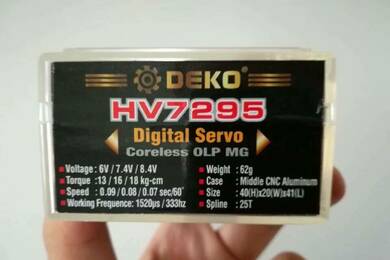 DEKO®
HV7295
Digital Servo
Coreless OLP MG
• Voltage : 6V / 7.4V / 8.4V
• Torque : 13 / 16 / 18 kg-cm
• Speed : 0.09 / 0.08 / 0.07 sec/60°
• Working Frequence: 1520µs / 333hz
• Weight : 62g
• Case : Middle CNC Aluminum
• Size : 40(H)x20(W)x41(L)
• Spline : 25T